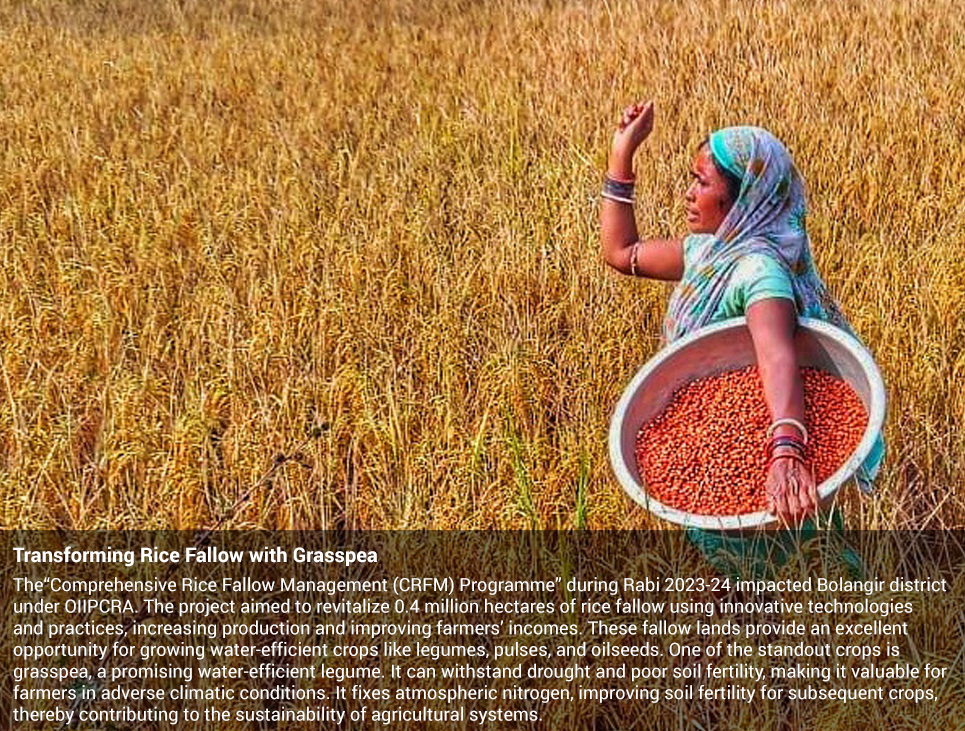 Transforming Rice Fallow with Grasspea
The“Comprehensive Rice Fallow Management (CRFM) Programme” during Rabi 2023-24 impacted Bolangir district
under OIIPCRA. The project aimed to revitalize 0.4 million hectares of rice fallow using innovative technologies
and practices, increasing production and improving farmers’ incomes. These fallow lands provide an excellent
opportunity for growing water-efficient crops like legumes, pulses, and oilseeds. One of the standout crops is
grasspea, a promising water-efficient legume. It can withstand drought and poor soil fertility, making it valuable for
farmers in adverse climatic conditions. It fixes atmospheric nitrogen, improving soil fertility for subsequent crops,
thereby contributing to the sustainability of agricultural systems.